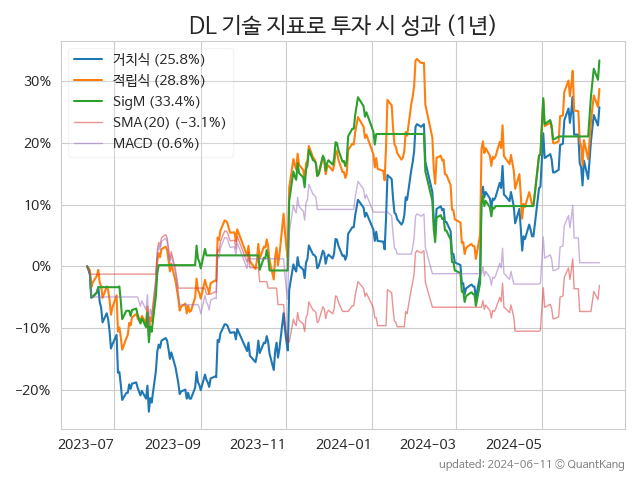 DL 기술 지표로 투자 시 성과 (1년)
거치식 (25.8%)
적립식 (28.8%)
SigM (33.4%)
SMA(20) (−3.1%)
MACD (0.6%)
30%
20%
10%
0%
−10%
−20%
2023-07 2023-09 2023-11 2024-01 2024-03 2024-05
updated: 2024-06-11 © QuantKang